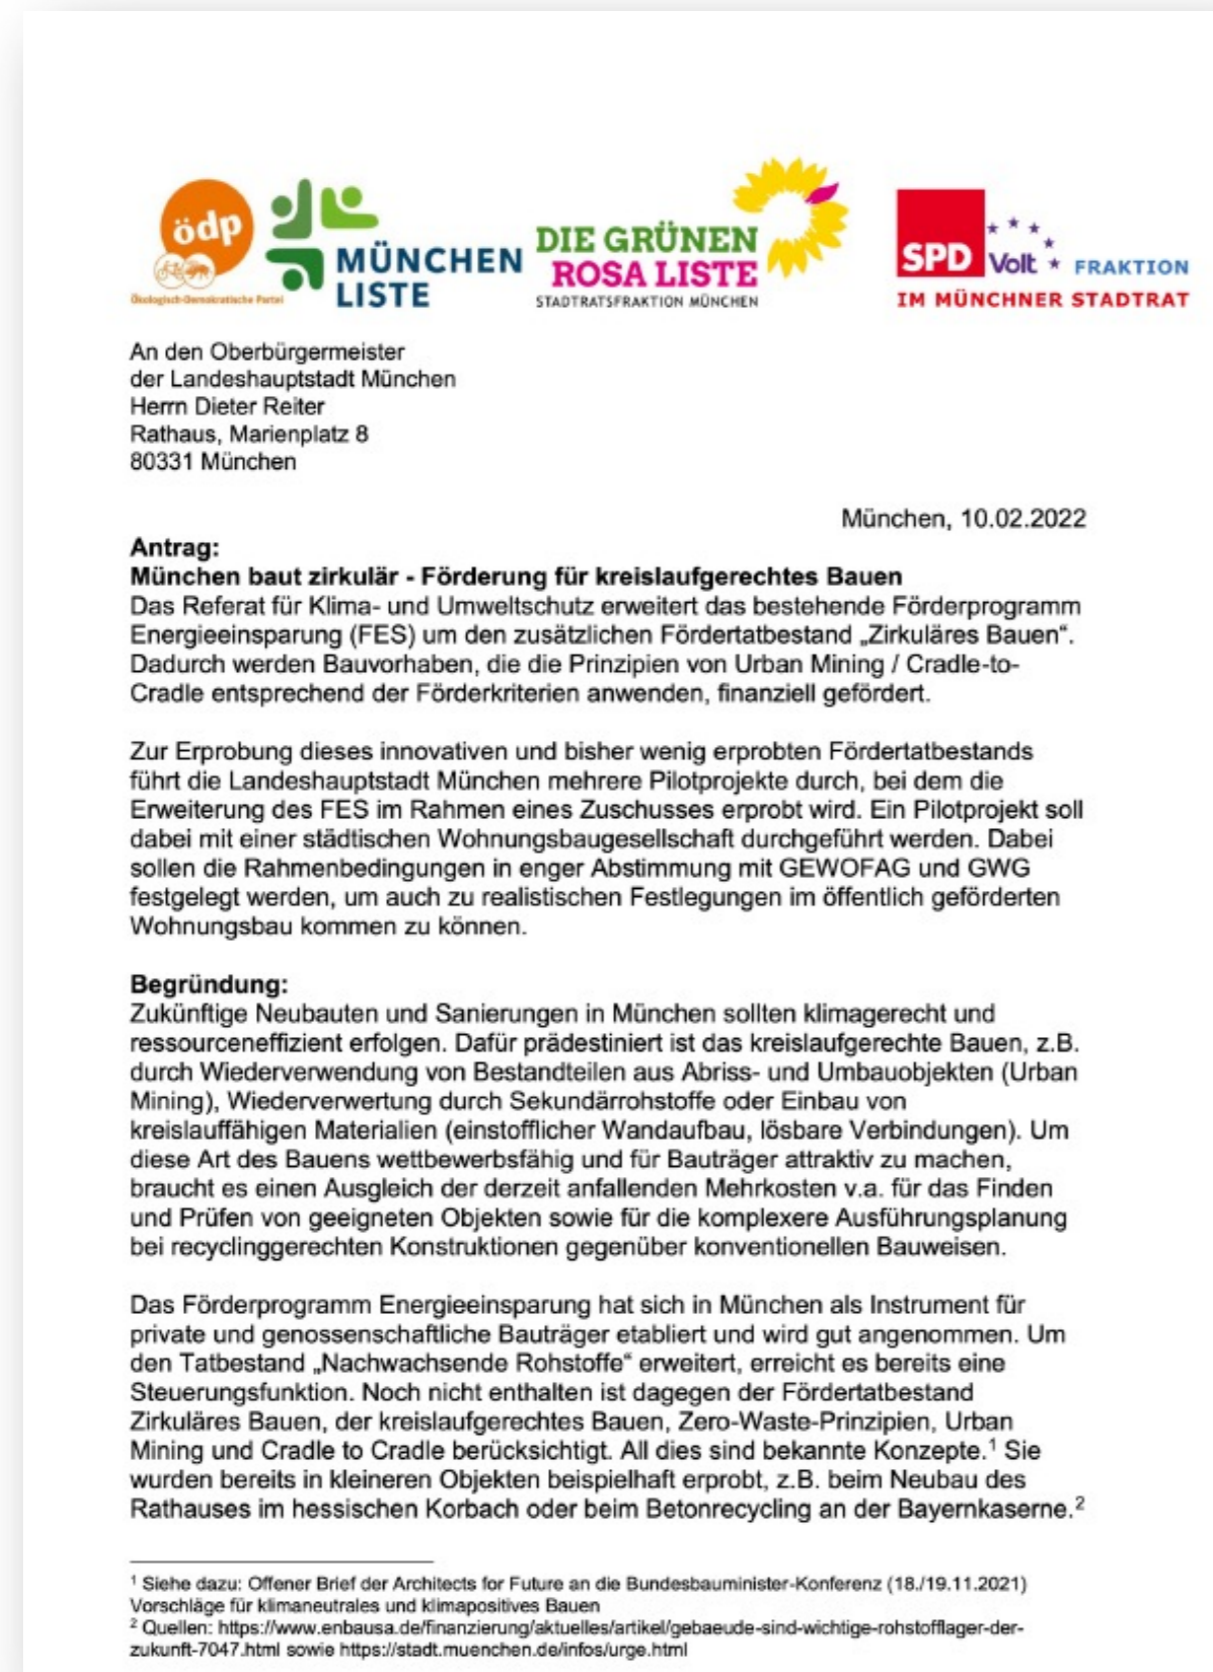 ödp
Ökologisch-Demokratische Partei
MÜNCHEN
LISTE
DIE GRÜNEN
ROSA LISTE
STADTRATSFRAKTION MÜNCHEN
SPD
Volt
FRAKTION
IM MÜNCHNER STADTRAT
An den Oberbürgermeister
der Landeshauptstadt München
Herrn Dieter Reiter
Rathaus, Marienplatz 8
80331 München
München, 10.02.2022
Antrag:
München baut zirkulär - Förderung für kreislaufgerechtes Bauen
Das Referat für Klima- und Umweltschutz erweitert das bestehende Förderprogramm
Energieeinsparung (FES) um den zusätzlichen Fördertatbestand „Zirkuläres Bauen“.
Dadurch werden Bauvorhaben, die die Prinzipien von Urban Mining / Cradle-to-
Cradle entsprechend der Förderkriterien anwenden, finanziell gefördert.
Zur Erprobung dieses innovativen und bisher wenig erprobten Fördertatbestands
führt die Landeshauptstadt München mehrere Pilotprojekte durch, bei dem die
Erweiterung des FES im Rahmen eines Zuschusses erprobt wird. Ein Pilotprojekt soll
dabei mit einer städtischen Wohnungsbaugesellschaft durchgeführt werden. Dabei
sollen die Rahmenbedingungen in enger Abstimmung mit GEWOFAG und GWG
festgelegt werden, um auch zu realistischen Festlegungen im öffentlich geförderten
Wohnungsbau kommen zu können.
Begründung:
Zukünftige Neubauten und Sanierungen in München sollten klimagerecht und
ressourceneffizient erfolgen. Dafür prädestiniert ist das kreislaufgerechte Bauen, z.B.
durch Wiederverwendung von Bestandteilen aus Abriss- und Umbauobjekten (Urban
Mining), Wiederverwertung durch Sekundärrohstoffe oder Einbau von
kreislauffähigen Materialien (einstofflicher Wandaufbau, lösbare Verbindungen). Um
diese Art des Bauens wettbewerbsfähig und für Bauträger attraktiv zu machen,
braucht es einen Ausgleich der derzeit anfallenden Mehrkosten v.a. für das Finden
und Prüfen von geeigneten Objekten sowie für die komplexere Ausführungsplanung
bei recyclinggerechten Konstruktionen gegenüber konventionellen Bauweisen.
Das Förderprogramm Energieeinsparung hat sich in München als Instrument für
private und genossenschaftliche Bauträger etabliert und wird gut angenommen. Um
den Tatbestand „Nachwachsende Rohstoffe“ erweitert, erreicht es bereits eine
Steuerungsfunktion. Noch nicht enthalten ist dagegen der Fördertatbestand
Zirkuläres Bauen, der kreislaufgerechtes Bauen, Zero-Waste-Prinzipien, Urban
Mining und Cradle to Cradle berücksichtigt. All dies sind bekannte Konzepte.¹ Sie
wurden bereits in kleineren Objekten beispielhaft erprobt, z.B. beim Neubau des
Rathauses im hessischen Korbach oder beim Betonrecycling an der Bayernkaserne.²
¹ Siehe dazu: Offener Brief der Architects for Future an die Bundesbauminister-Konferenz (18./19.11.2021)
Vorschläge für klimaneutrales und klimapositives Bauen
² Quellen: https://www.enbausa.de/finanzierung/aktuelles/artikel/gebaeude-sind-wichtige-rohstofflager-der-
zukunft-7047.html sowie https://stadt.muenchen.de/infos/urge.html